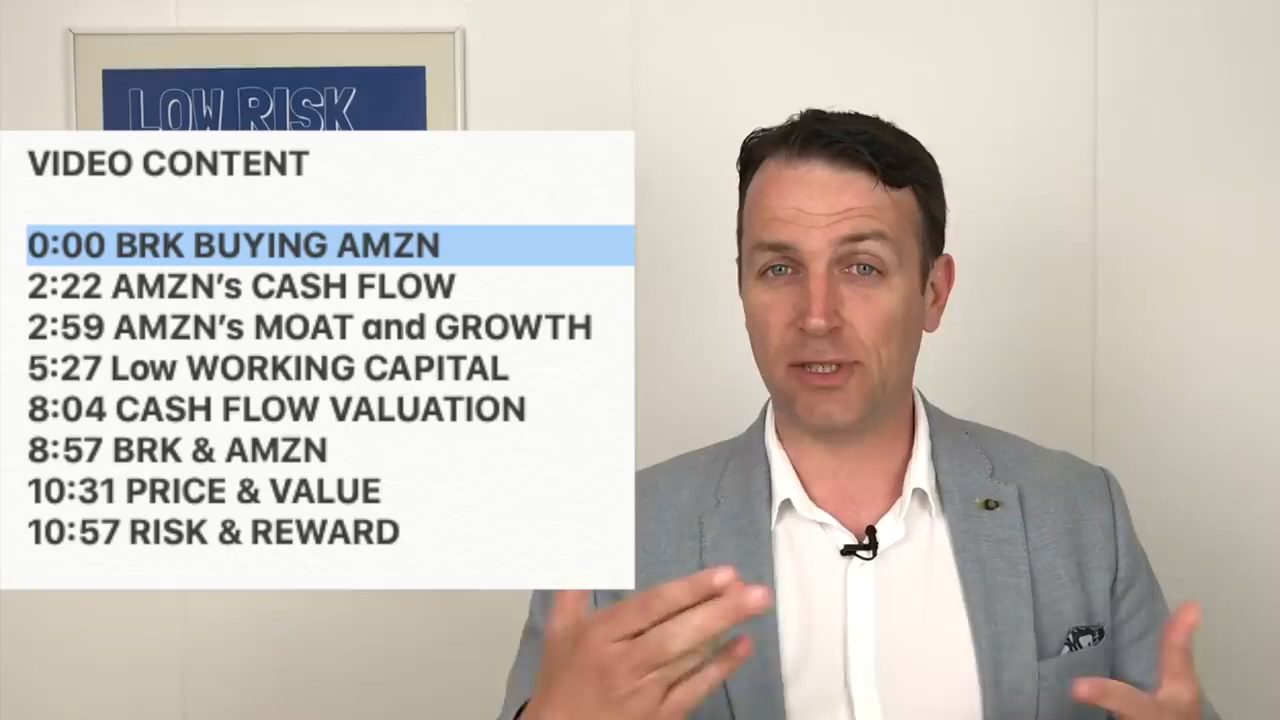 LOW RISK
VIDEO CONTENT
0:00 BRK BUYING AMZN
2:22 AMZN’s CASH FLOW
2:59 AMZN’s MOAT and GROWTH
5:27 Low WORKING CAPITAL
8:04 CASH FLOW VALUATION
8:57 BRK & AMZN
10:31 PRICE & VALUE
10:57 RISK & REWARD